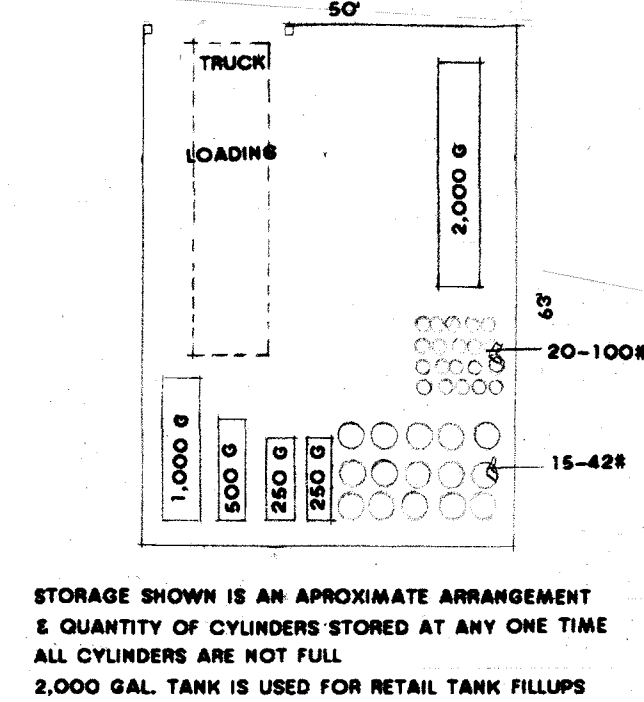 50'
TRUCK
LOADING
2,000 G
63'
20-100#
15-42#
1,000 G
500 G
250 G
250 G
STORAGE SHOWN IS AN APROXIMATE ARRANGEMENT
& QUANTITY OF CYLINDERS STORED AT ANY ONE TIME
ALL CYLINDERS ARE NOT FULL
2,000 GAL. TANK IS USED FOR RETAIL TANK FILLUPS